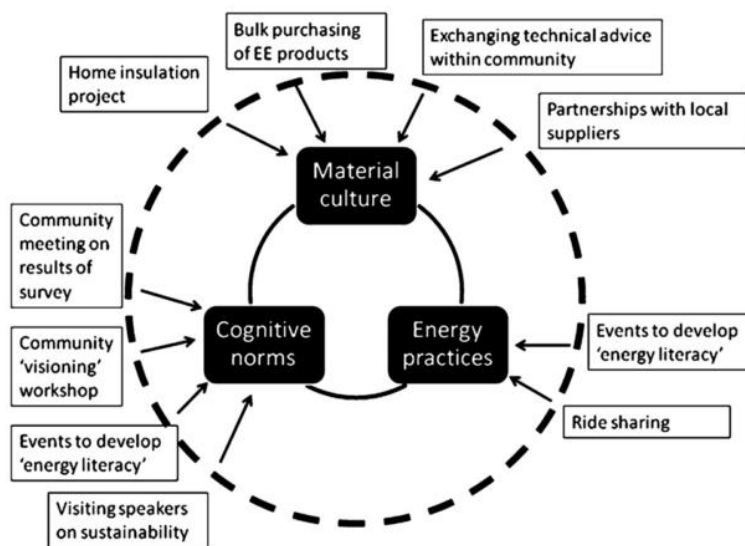 Bulk purchasing
of EE products
Exchanging technical advice
within community
Home insulation
project
Partnerships with local
suppliers
Material
culture
Community
meeting on
results of
survey
Cognitive
norms
Energy
practices
Events to develop
‘energy literacy’
Community
‘visioning’
workshop
Ride sharing
Events to develop
‘energy literacy’
Visiting speakers
on sustainability